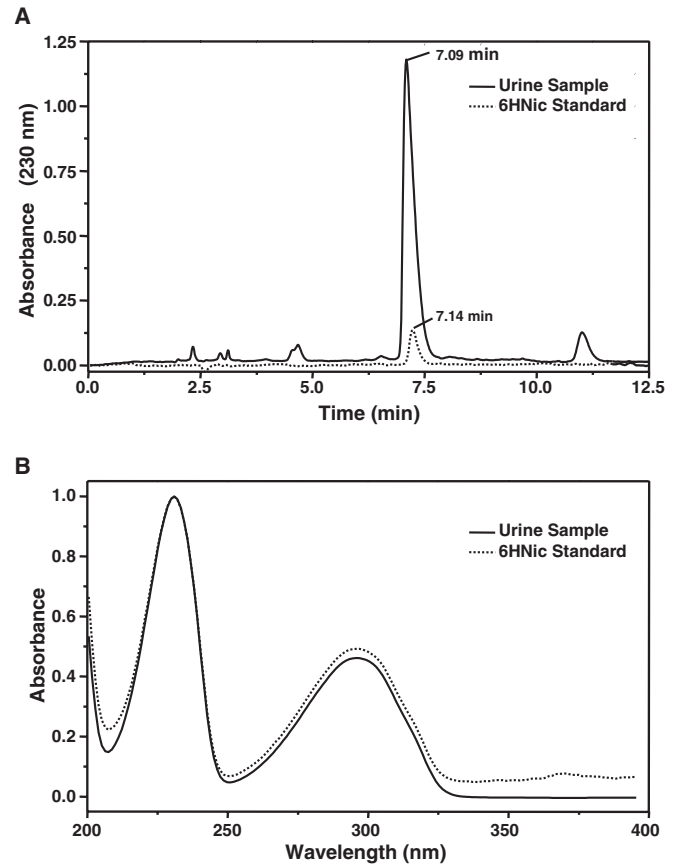 A
1.25
1.00
0.75
0.50
0.25
0.00
Absorbance (230 nm)
7.09 min
Urine Sample
6HNic Standard
7.14 min
0.0 2.5 5.0 7.5 10.0 12.5
Time (min)
B
1.0
0.8
0.6
0.4
0.2
0.0
Absorbance
Urine Sample
6HNic Standard
200 250 300 350 400
Wavelength (nm)